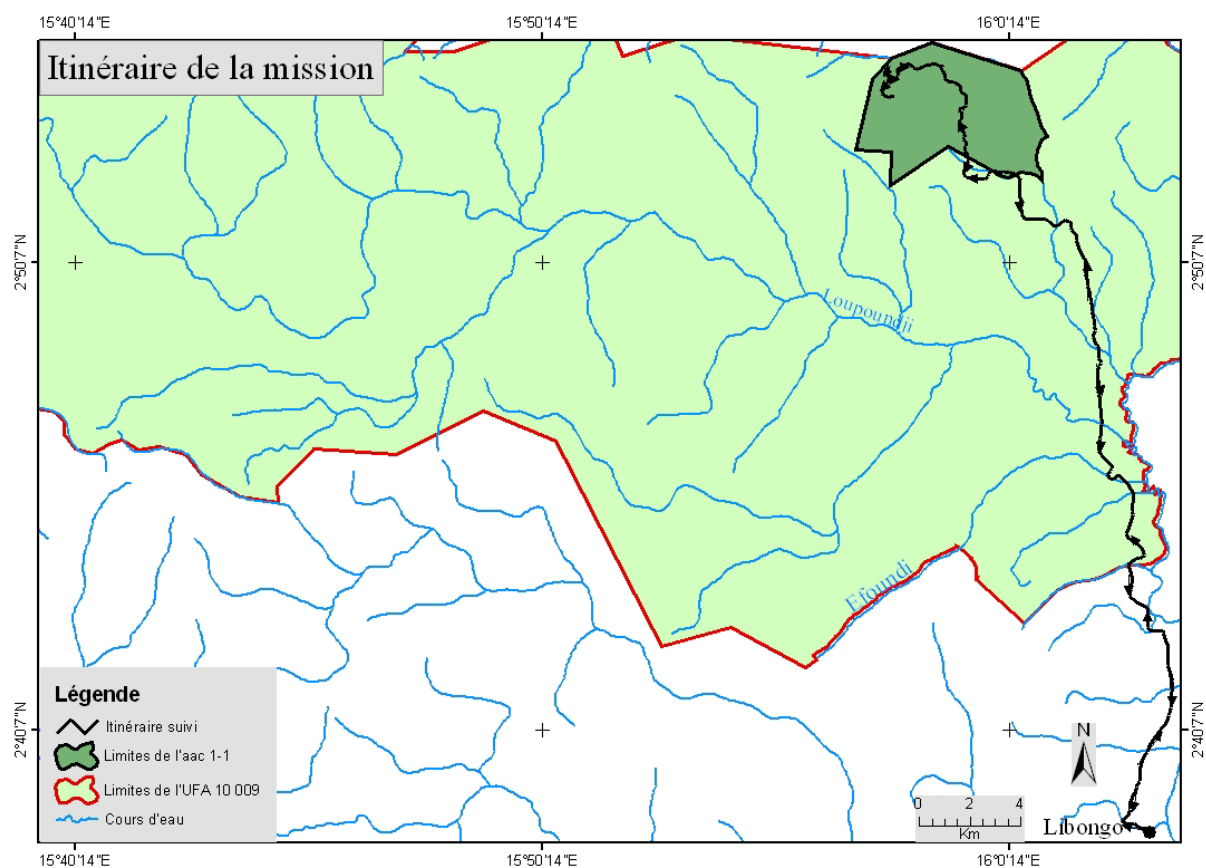 15°40'14"E
15°50'14"E
16°0'14"E
Itinéraire de la mission
2°50'7"N
2°50'7"N
Loupoundji
Efoundi
Légende
Itinéraire suivi
Limites de l'aac 1-1
Limites de l'UFA 10 009
Cours d'eau
2°40'7"N
2°40'7"N
N
0 2 4
Km
Libongo
15°40'14"E
15°50'14"E
16°0'14"E